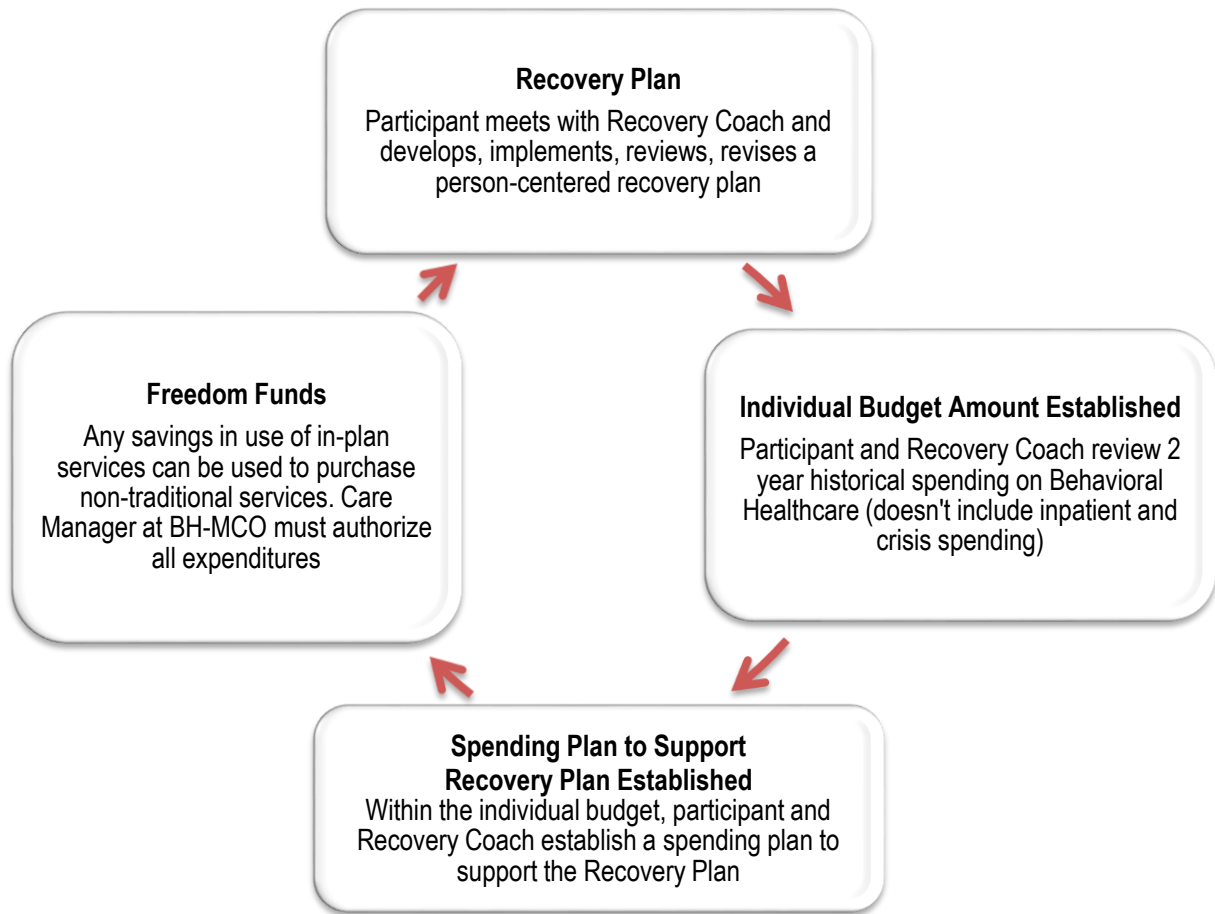 Recovery Plan
Participant meets with Recovery Coach and
develops, implements, reviews, revises a
person-centered recovery plan
Individual Budget Amount Established
Participant and Recovery Coach review 2
year historical spending on Behavioral
Healthcare (doesn't include inpatient and
crisis spending)
Spending Plan to Support
Recovery Plan Established
Within the individual budget, participant and
Recovery Coach establish a spending plan to
support the Recovery Plan
Freedom Funds
Any savings in use of in-plan
services can be used to purchase
non-traditional services. Care
Manager at BH-MCO must authorize
all expenditures